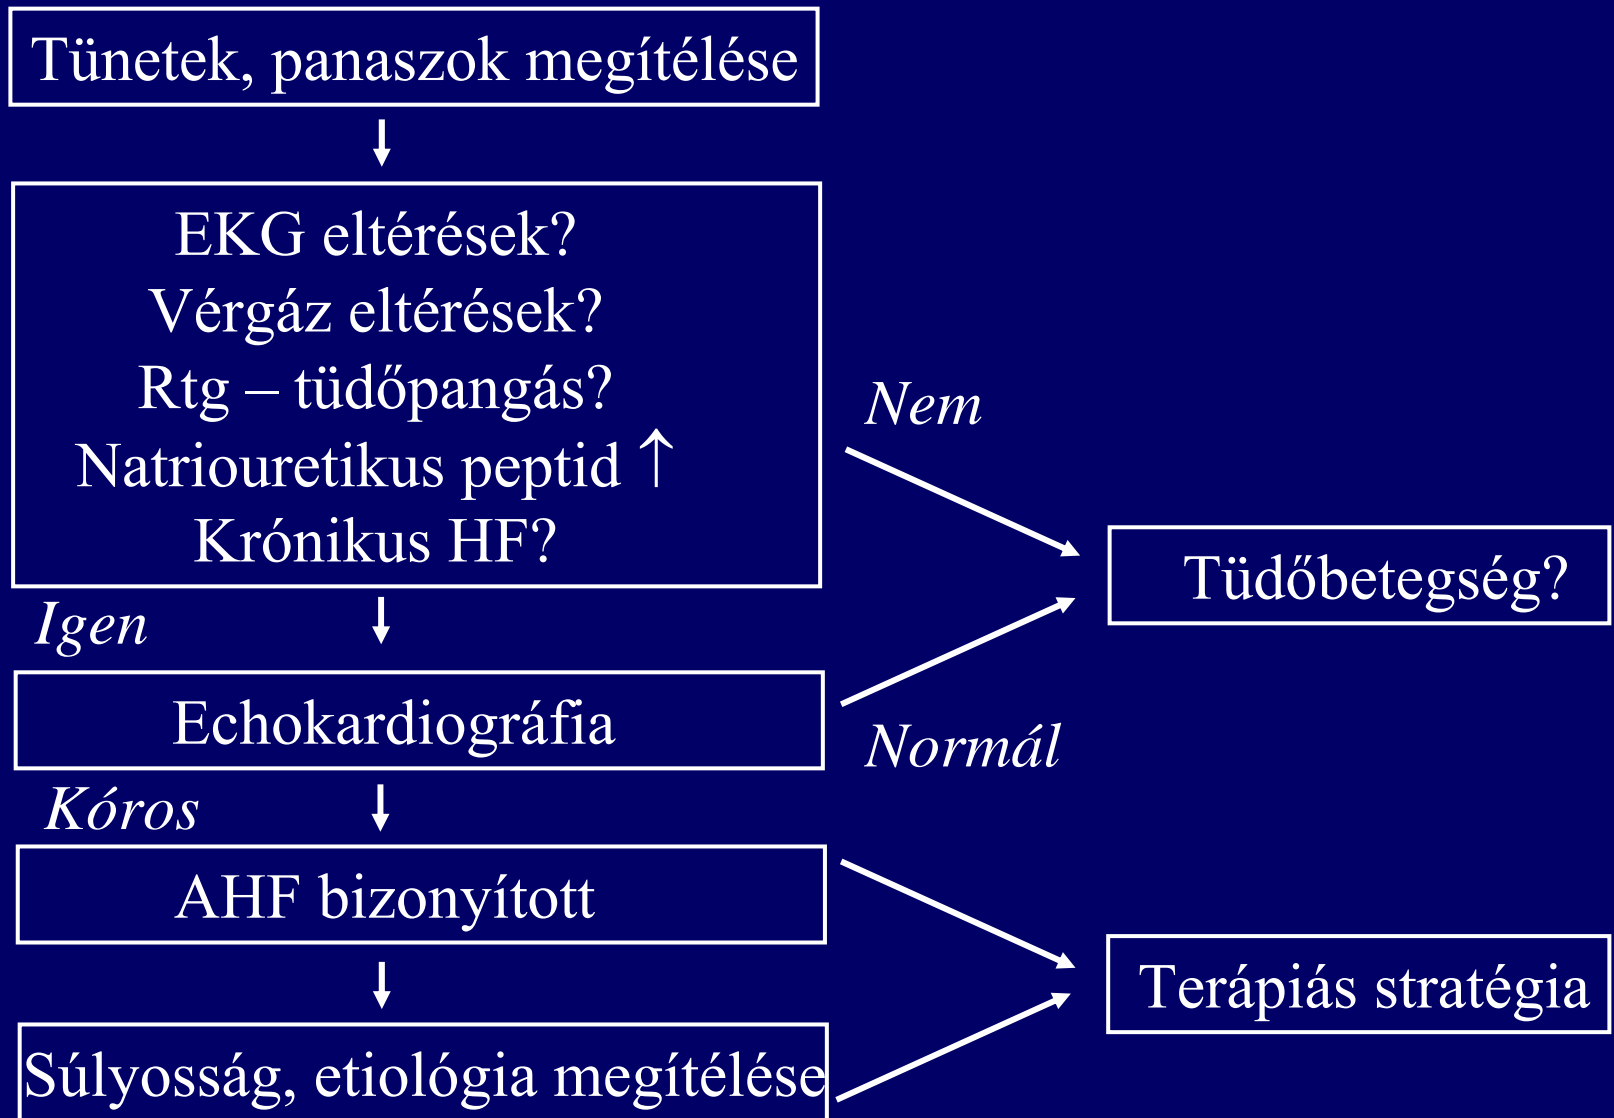 Tünetek, panaszok megítélése
EKG eltérések?
Vérgáz eltérések?
Rtg – tüdőpangás?
Natriouretikus peptid ↑
Krónikus HF?
Nem
Tüdőbetegség?
Igen
Echokardiográfia
Normál
Kóros
AHF bizonyított
Terápiás stratégia
Súlyosság, etiológia megítélése